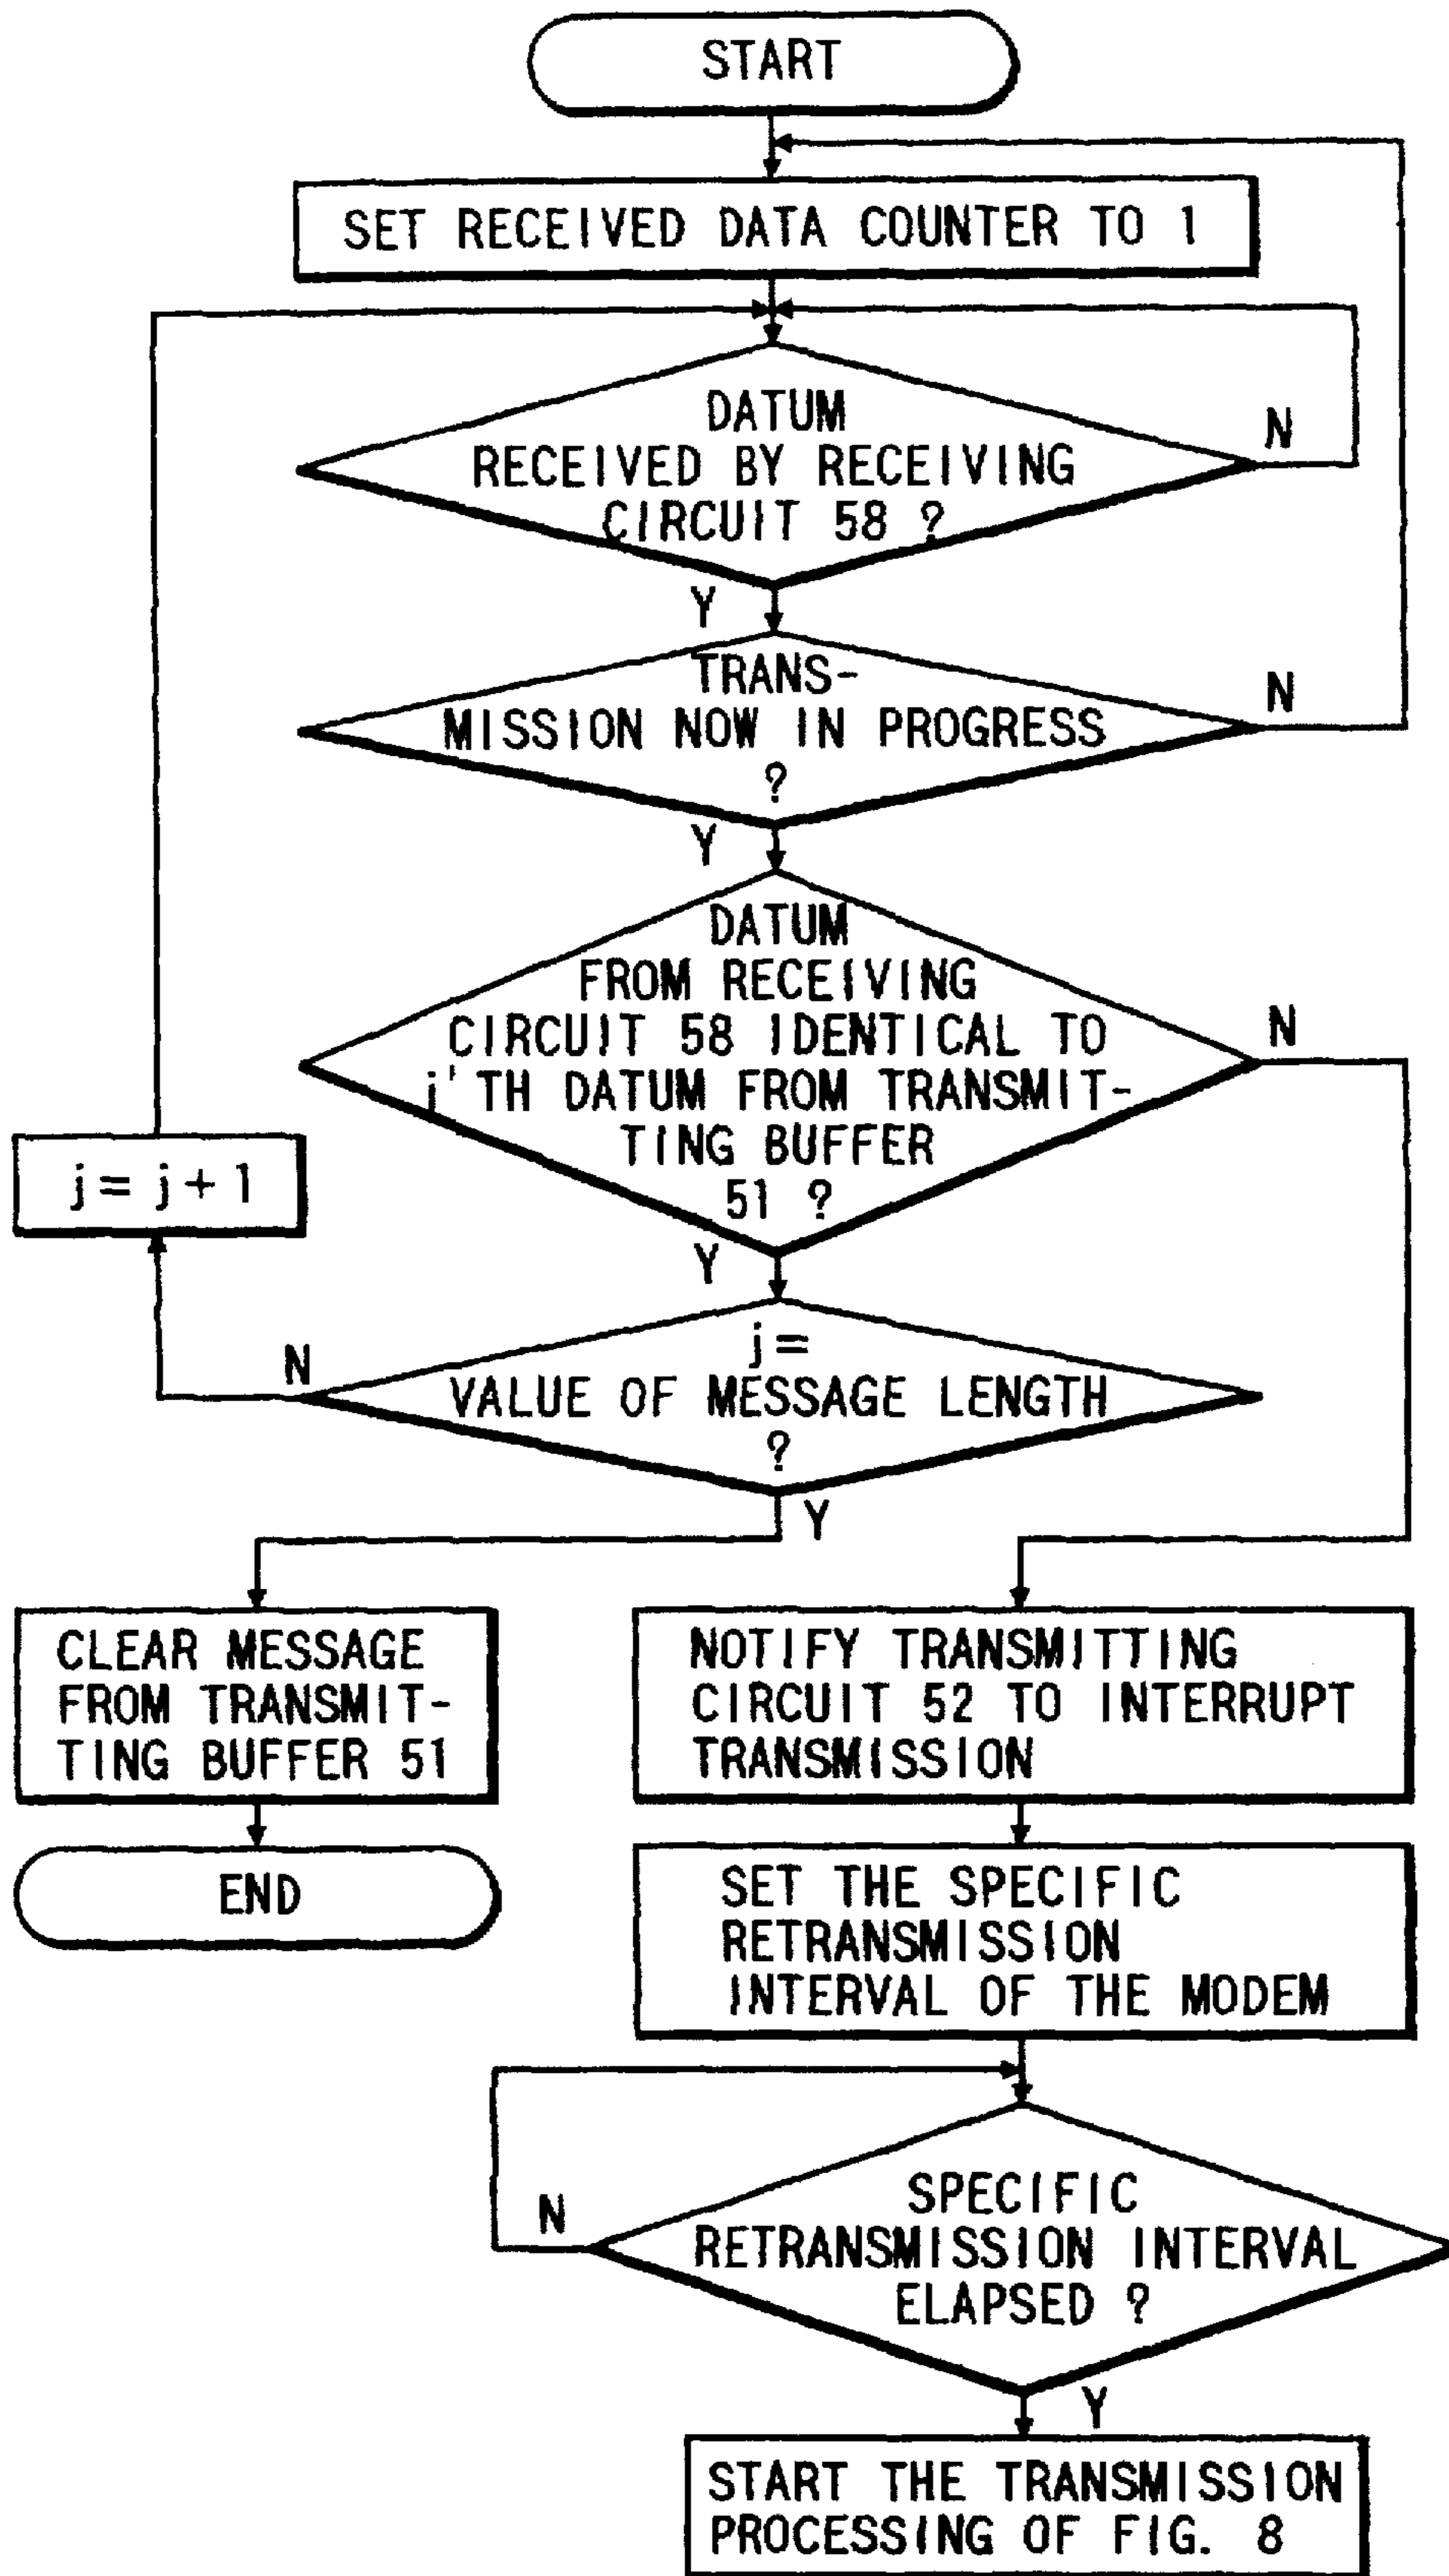 START
SET RECEIVED DATA COUNTER TO 1
DATUM
RECEIVED BY RECEIVING
CIRCUIT 58 ?
N
Y
TRANS-
MISSION NOW IN PROGRESS
?
N
Y
DATUM
FROM RECEIVING
CIRCUIT 58 IDENTICAL TO
j'TH DATUM FROM TRANSMIT-
TING BUFFER
51 ?
N
Y
j = j + 1
j =
VALUE OF MESSAGE LENGTH
?
N
Y
CLEAR MESSAGE
FROM TRANSMIT-
TING BUFFER 51
END
NOTIFY TRANSMITTING
CIRCUIT 52 TO INTERRUPT
TRANSMISSION
SET THE SPECIFIC
RETRANSMISSION
INTERVAL OF THE MODEM
SPECIFIC
RETRANSMISSION INTERVAL
ELAPSED ?
N
Y
START THE TRANSMISSION
PROCESSING OF FIG. 8